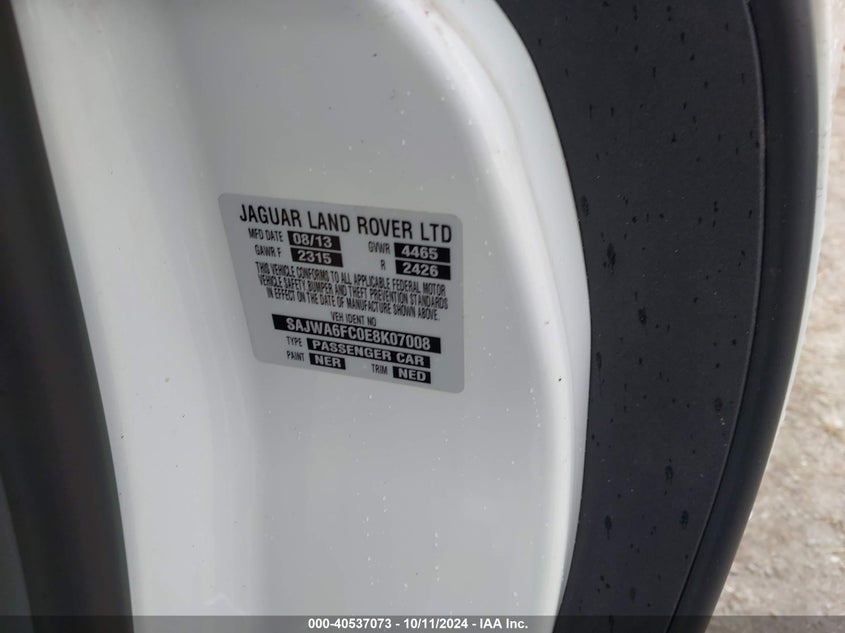 JAGUAR LAND ROVER LTD
MFD DATE 08/13 GVWR 4465
GAWR F 2315 R 2426
THIS VEHICLE CONFORMS TO ALL APPLICABLE FEDERAL MOTOR
VEHICLE SAFETY BUMPER AND THEFT PREVENTION STANDARDS
IN EFFECT ON THE DATE OF MANUFACTURE SHOWN ABOVE.
VEH IDENT NO
SAJWA6FC0E8K07008
TYPE PASSENGER CAR
PAINT NER TRIM NED
000-40537073 - 10/11/2024 - IAA Inc.